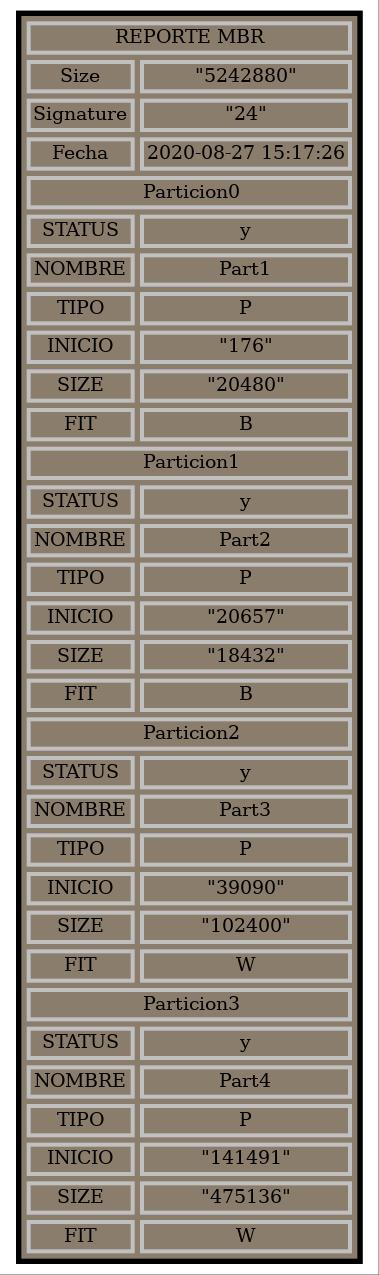 REPORTE MBR
Size "5242880"
Signature "24"
Fecha 2020-08-27 15:17:26
Particion0
STATUS y
NOMBRE Part1
TIPO P
INICIO "176"
SIZE "20480"
FIT B
Particion1
STATUS y
NOMBRE Part2
TIPO P
INICIO "20657"
SIZE "18432"
FIT B
Particion2
STATUS y
NOMBRE Part3
TIPO P
INICIO "39090"
SIZE "102400"
FIT W
Particion3
STATUS y
NOMBRE Part4
TIPO P
INICIO "141491"
SIZE "475136"
FIT W